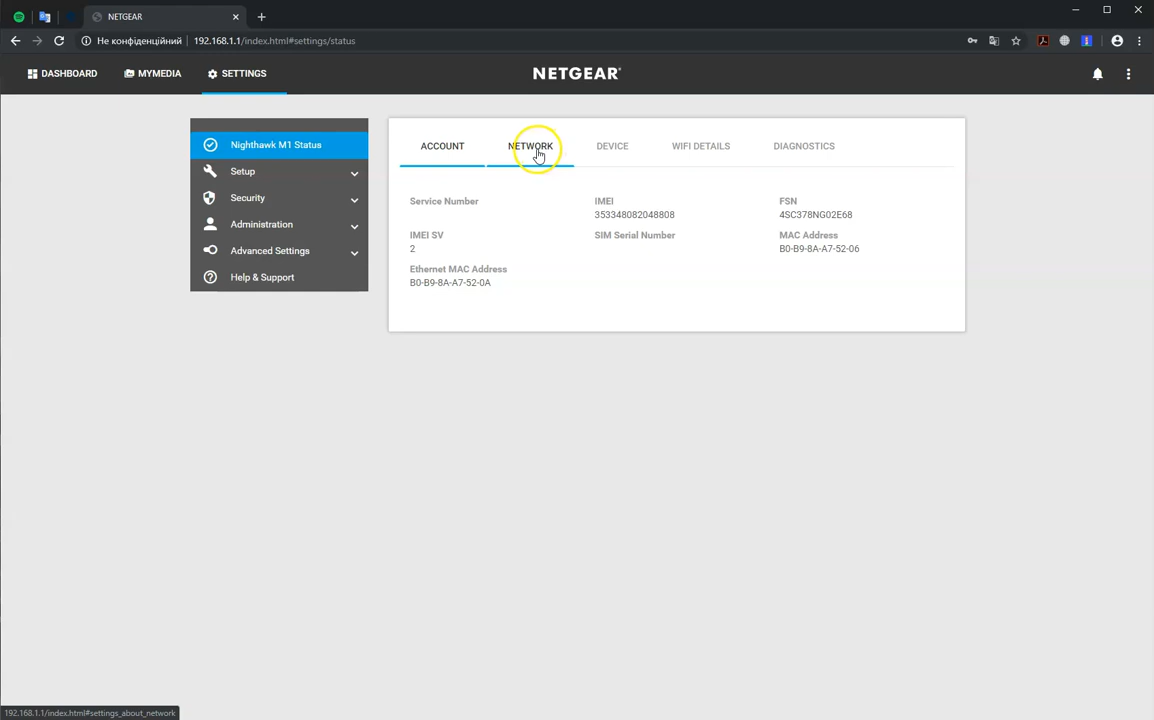 NETGEAR
Не конфіденційний
192.168.1.1/index.html#settings/status
DASHBOARD
MYMEDIA
SETTINGS
NETGEAR®
Nighthawk M1 Status
Setup
Security
Administration
Advanced Settings
Help & Support
ACCOUNT
NETWORK
DEVICE
WIFI DETAILS
DIAGNOSTICS
Service Number
IMEI
353348082048808
FSN
4SC378NG02E68
IMEI SV
2
SIM Serial Number
MAC Address
B0-B9-8A-A7-52-06
Ethernet MAC Address
B0-B9-8A-A7-52-0A
192.168.1.1/index.html#settings_about_network